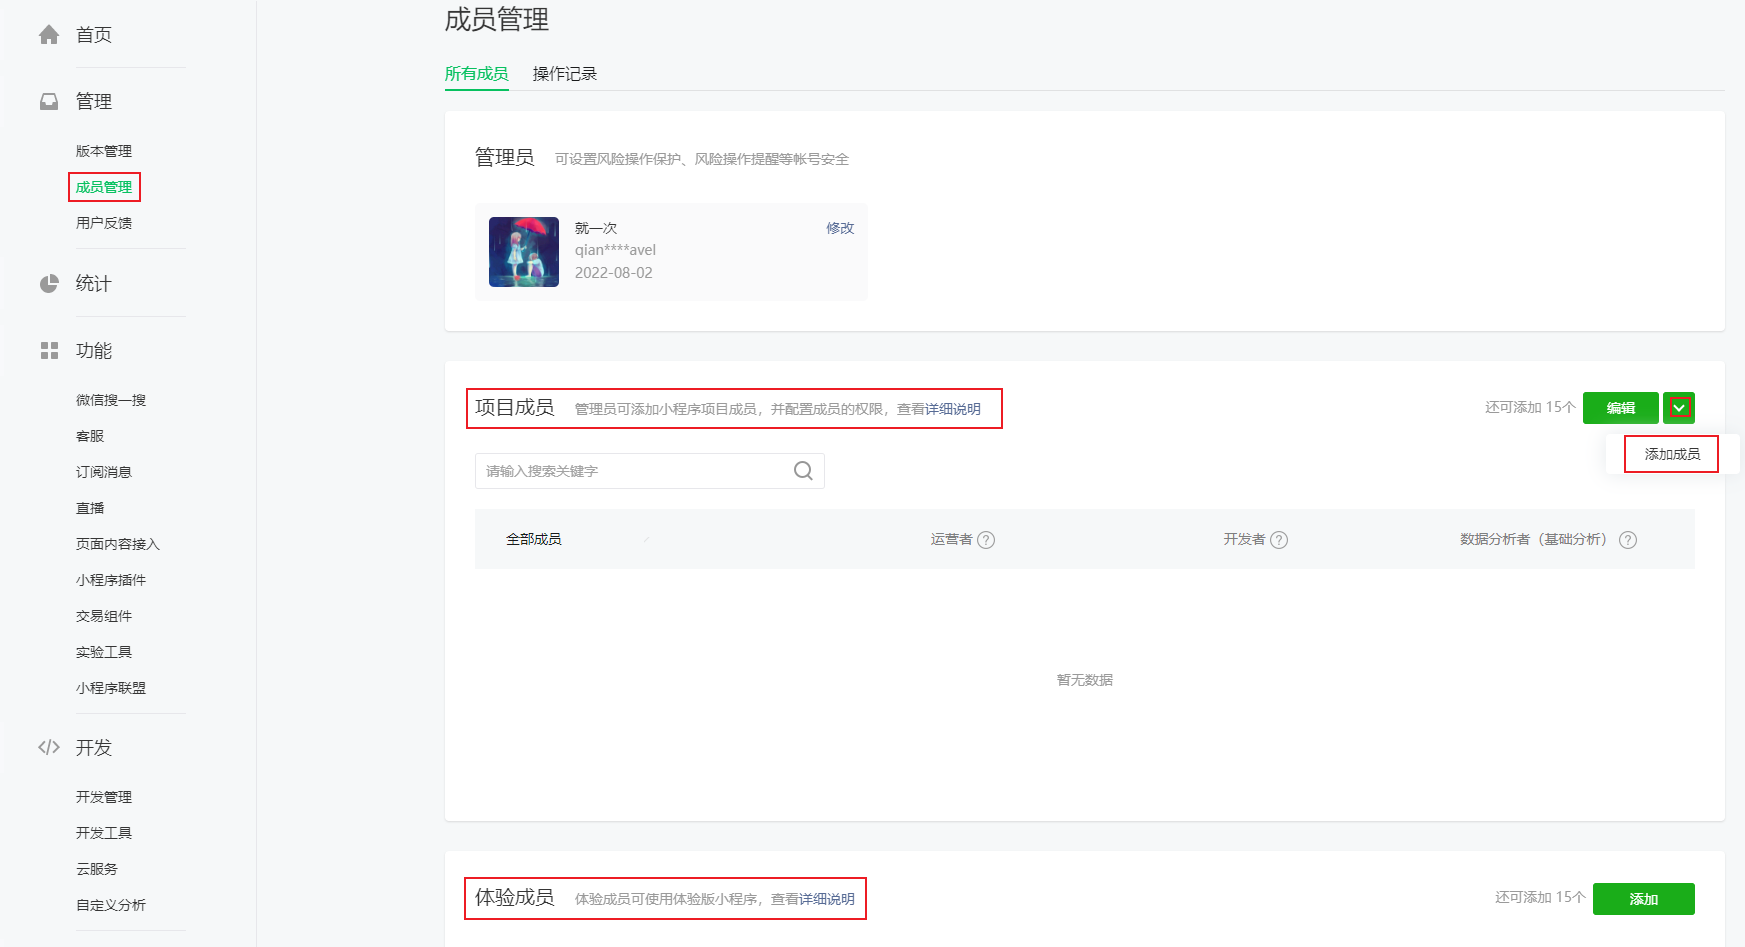 首页
管理
版本管理
成员管理
用户反馈
统计
功能
微信搜一搜
客服
订阅消息
直播
页面内容接入
小程序插件
交易组件
实验工具
小程序联盟
开发
开发管理
开发工具
云服务
自定义分析
成员管理
所有成员 操作记录
管理员 可设置风险操作保护、风险操作提醒等帐号安全
就一次 修改
qian****avel
2022-08-02
项目成员 管理员可添加小程序项目成员，并配置成员的权限，查看详细说明 还可添加 15个 编辑
添加成员
请输入搜索关键字
全部成员 运营者 ? 开发者 ? 数据分析者（基础分析） ?
暂无数据
体验成员 体验成员可使用体验版小程序，查看详细说明 还可添加 15个 添加